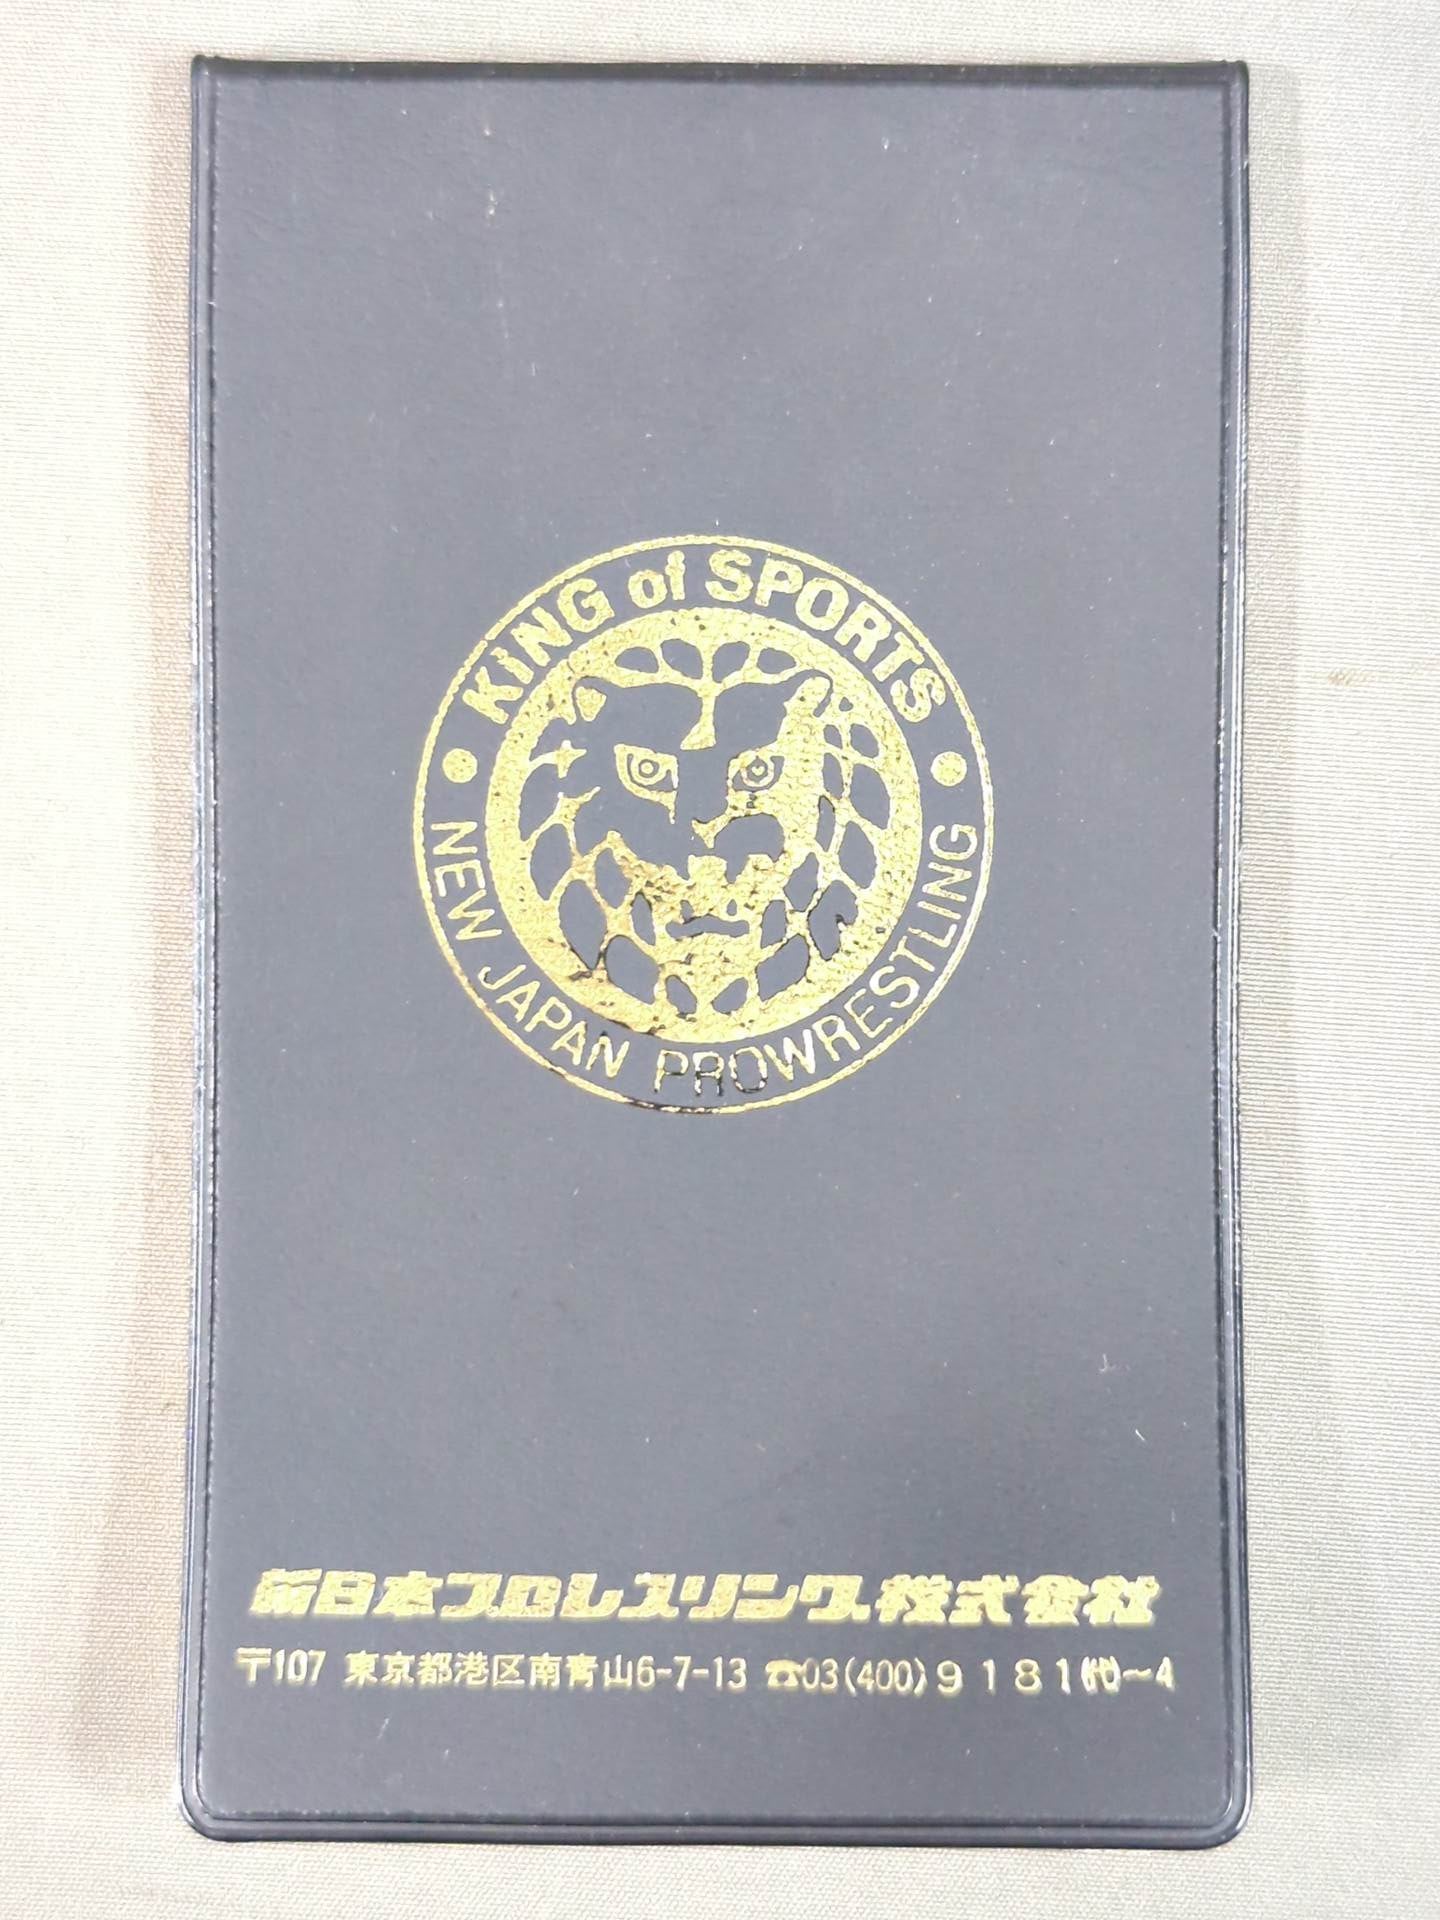 KING of SPORTS
NEW JAPAN PROWRESTLING
新日本プロレスリング株式会社
〒107 東京都港区南青山6-7-13 ☎03(400)9181㈹〜4